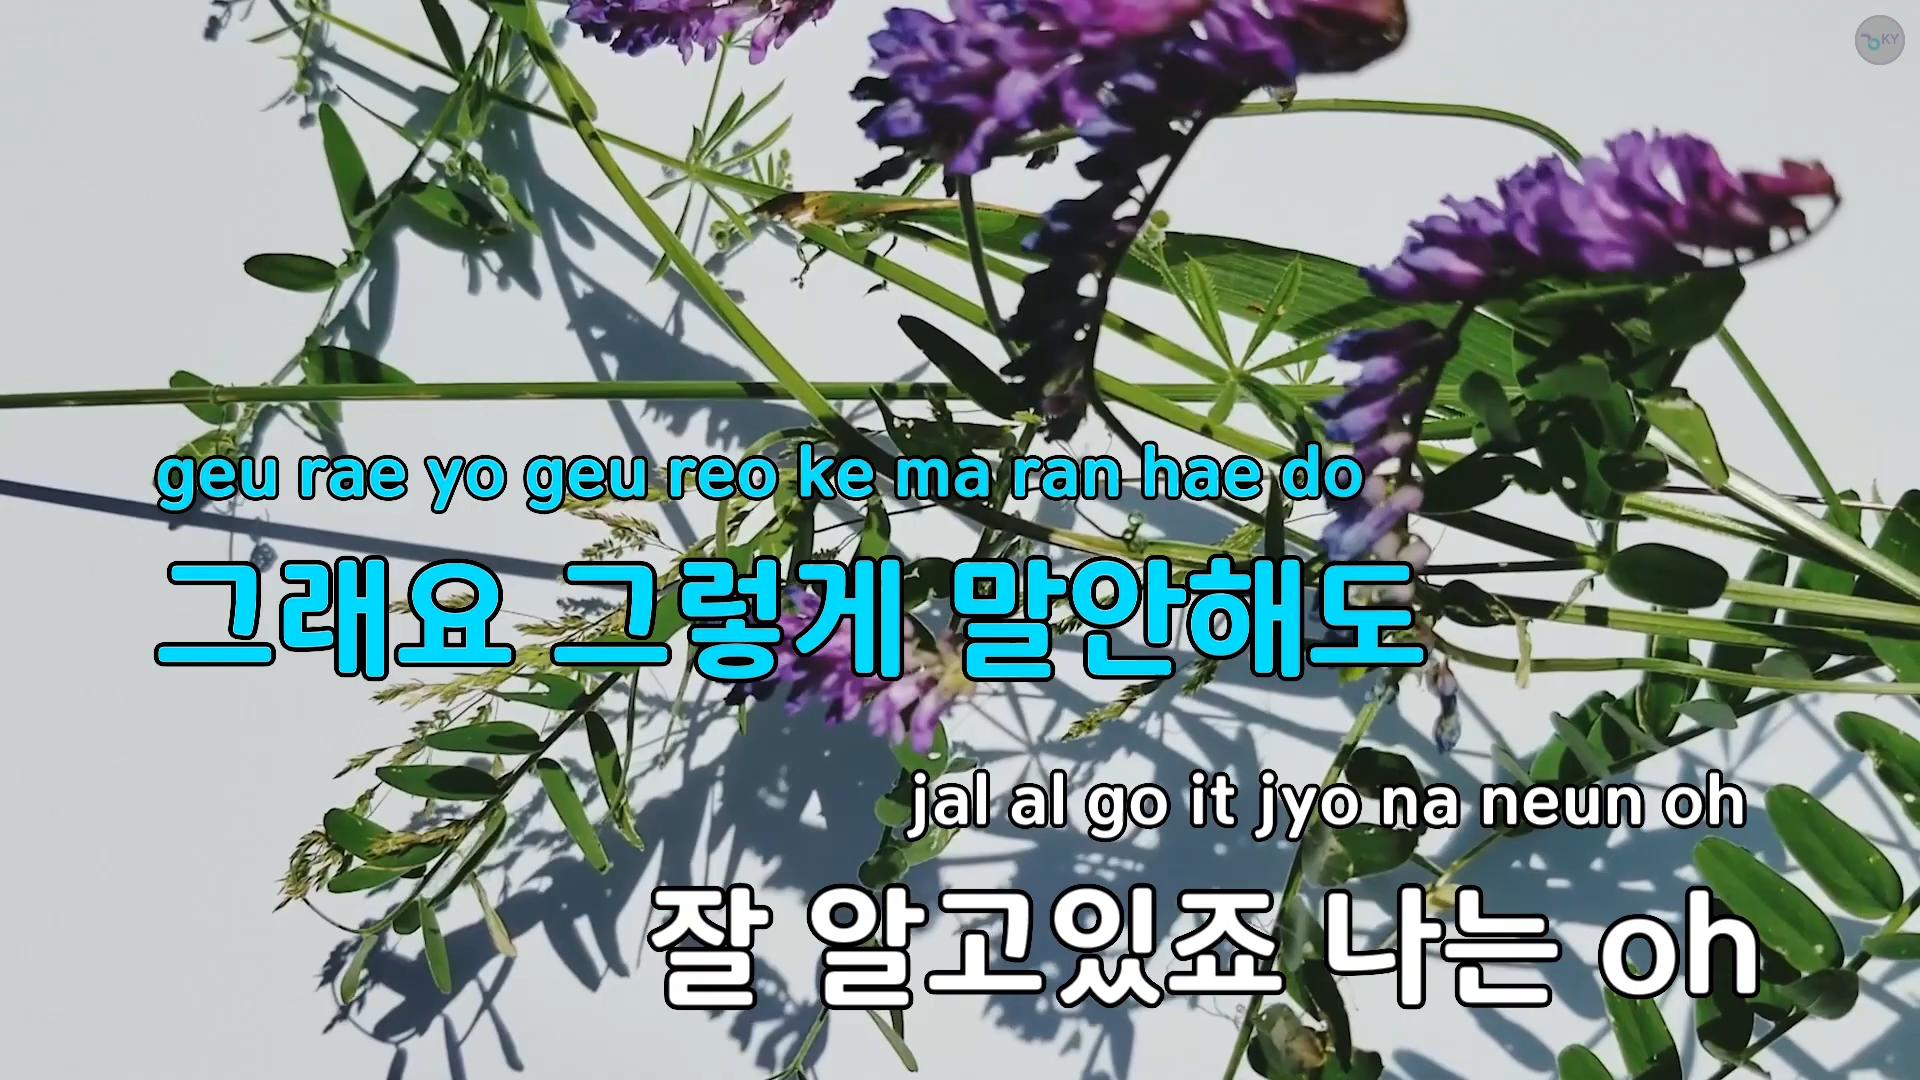 KY
geu rae yo geu reo ke ma ran hae do
그래요 그렇게 말안해도
jal al go it jyo na neun oh
잘 알고있죠 나는 oh